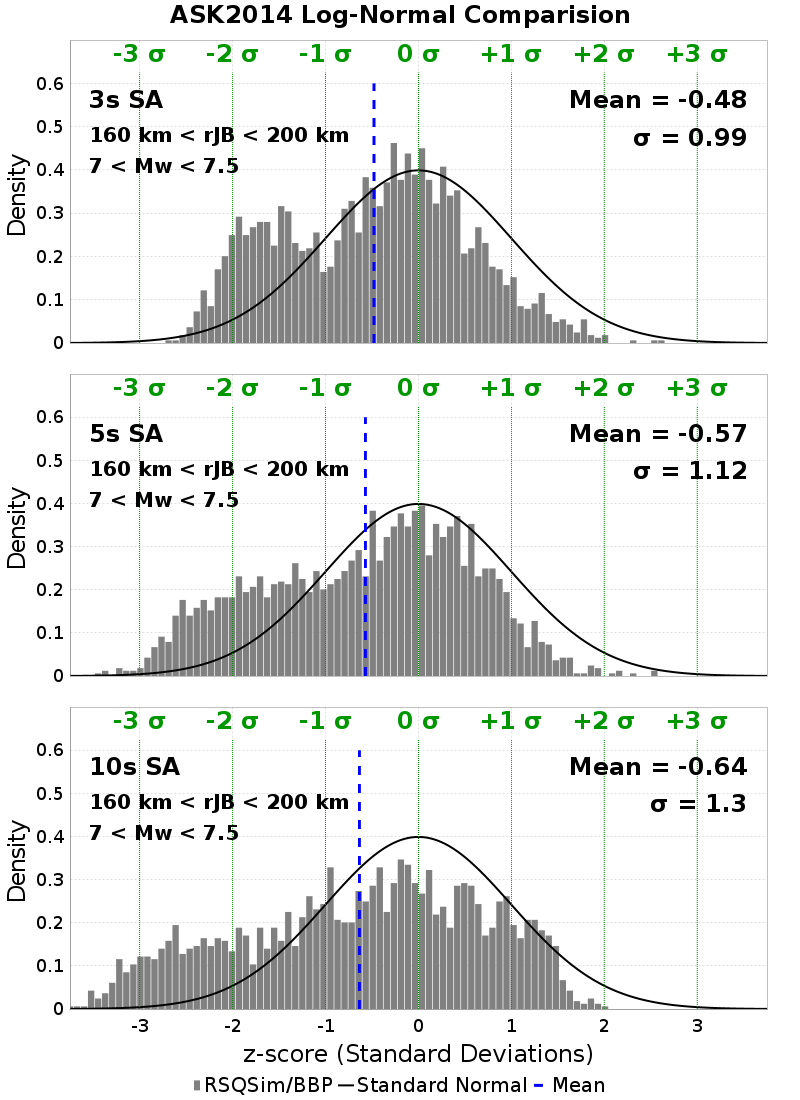 ASK2014 Log-Normal Comparision
-3 σ -2 σ -1 σ 0 σ +1 σ +2 σ +3 σ
0.6
3s SA Mean = -0.48
0.5
160 km < rJB < 200 km σ = 0.99
7 < Mw < 7.5
0.4
Density
0.3
0.2
0.1
0
-3 σ -2 σ -1 σ 0 σ +1 σ +2 σ +3 σ
0.6
5s SA Mean = -0.57
0.5
160 km < rJB < 200 km σ = 1.12
7 < Mw < 7.5
0.4
Density
0.3
0.2
0.1
0
-3 σ -2 σ -1 σ 0 σ +1 σ +2 σ +3 σ
0.6
10s SA Mean = -0.64
0.5
160 km < rJB < 200 km σ = 1.3
7 < Mw < 7.5
0.4
Density
0.3
0.2
0.1
0
-3 -2 -1 0 1 2 3
z-score (Standard Deviations)
RSQSim/BBP Standard Normal Mean